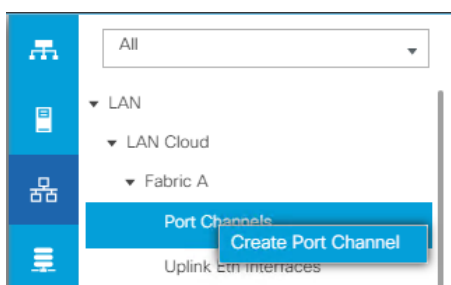 All
LAN
LAN Cloud
Fabric A
Port Channels
Create Port Channel
Uplink Eth Interfaces